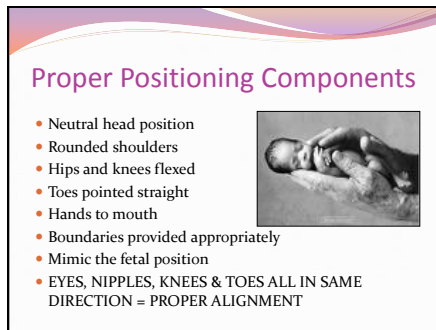 Proper Positioning Components
• Neutral head position
• Rounded shoulders
• Hips and knees flexed
• Toes pointed straight
• Hands to mouth
• Boundaries provided appropriately
• Mimic the fetal position
• EYES, NIPPLES, KNEES & TOES ALL IN SAME
DIRECTION = PROPER ALIGNMENT